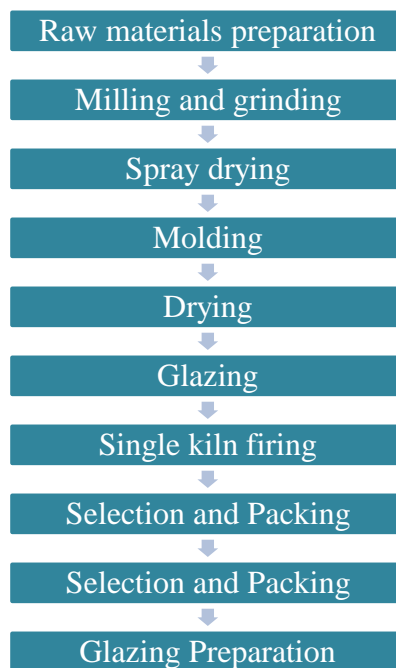 Raw materials preparation
Milling and grinding
Spray drying
Molding
Drying
Glazing
Single kiln firing
Selection and Packing
Selection and Packing
Glazing Preparation